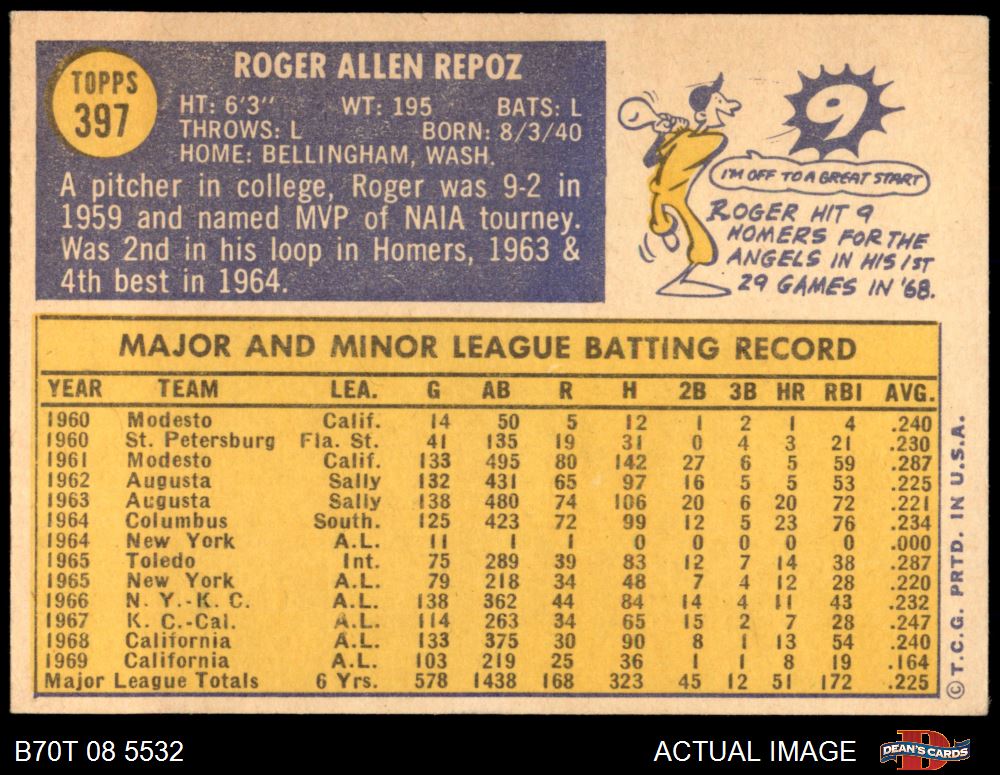 TOPPS
397
ROGER ALLEN REPOZ
HT: 6'3" WT: 195 BATS: L
THROWS: L BORN: 8/3/40
HOME: BELLINGHAM, WASH.
A pitcher in college, Roger was 9-2 in
1959 and named MVP of NAIA tourney.
Was 2nd in his loop in Homers, 1963 &
4th best in 1964.
9
I'M OFF TO A GREAT START
ROGER HIT 9
HOMERS FOR THE
ANGELS IN HIS 1ST
29 GAMES IN '68.
MAJOR AND MINOR LEAGUE BATTING RECORD
YEAR TEAM LEA. G AB R H 2B 3B HR RBI AVG.
1960 Modesto Calif. 14 50 5 12 1 2 1 4 .240
1960 St. Petersburg Fla. St. 41 135 19 31 0 4 3 21 .230
1961 Modesto Calif. 133 495 80 142 27 6 5 59 .287
1962 Augusta Sally 132 431 65 97 16 5 5 53 .225
1963 Augusta Sally 138 480 74 106 20 6 20 72 .221
1964 Columbus South. 125 423 72 99 12 5 23 76 .234
1964 New York A.L. 11 1 1 0 0 0 0 0 .000
1965 Toledo Int. 75 289 39 83 12 7 14 38 .287
1965 New York A.L. 79 218 34 48 7 4 12 28 .220
1966 N. Y.-K. C. A.L. 138 362 44 84 14 4 11 43 .232
1967 K. C.-Cal. A.L. 114 263 34 65 15 2 7 28 .247
1968 California A.L. 133 375 30 90 8 1 13 54 .240
1969 California A.L. 103 219 25 36 1 1 8 19 .164
Major League Totals 6 Yrs. 578 1438 168 323 45 12 51 172 .225
© T.C.G. PRTD. IN U.S.A.
B70T 08 5532
ACTUAL IMAGE
D
DEAN'S CARDS